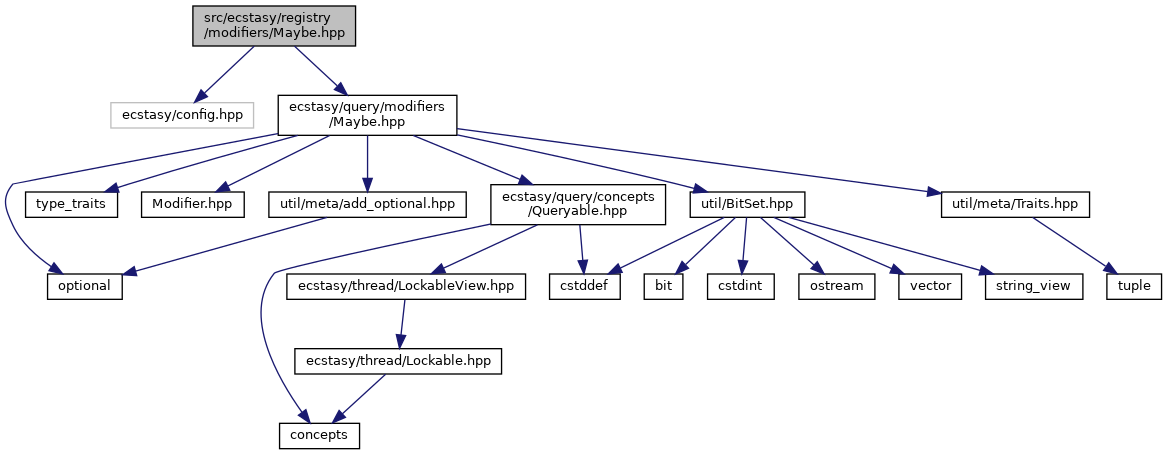 src/ecstasy/registry
/modifiers/Maybe.hpp
ecstasy/config.hpp
ecstasy/query/modifiers
/Maybe.hpp
type_traits
Modifier.hpp
util/meta/add_optional.hpp
ecstasy/query/concepts
/Queryable.hpp
util/BitSet.hpp
util/meta/Traits.hpp
optional
ecstasy/thread/LockableView.hpp
cstddef
bit
cstdint
ostream
vector
string_view
tuple
ecstasy/thread/Lockable.hpp
concepts